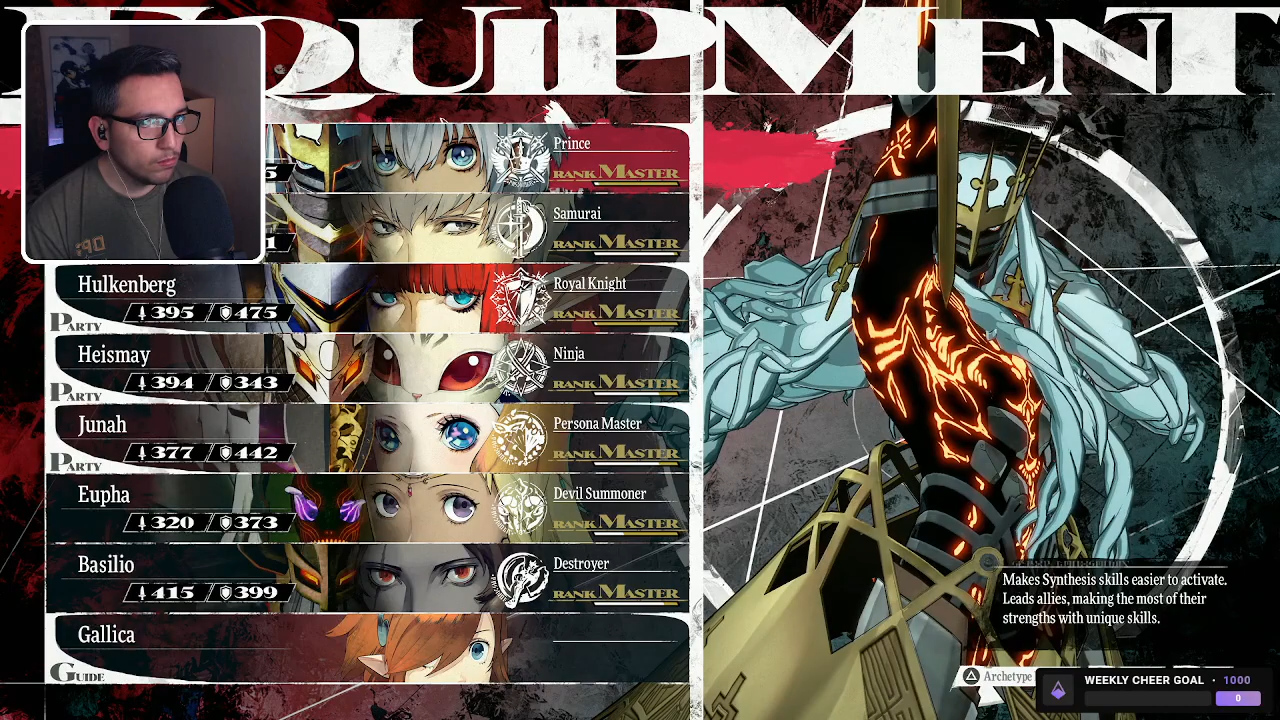 EQUIPMENT
Prince
RANK MASTER
Samurai
RANK MASTER
Hulkenberg
395 475
PARTY
Royal Knight
RANK MASTER
Heismay
394 343
PARTY
Ninja
RANK MASTER
Junah
377 442
PARTY
Persona Master
RANK MASTER
Eupha
320 373
Devil Summoner
RANK MASTER
Basilio
415 399
Destroyer
RANK MASTER
Gallica
GUIDE
Makes Synthesis skills easier to activate.
Leads allies, making the most of their
strengths with unique skills.
Archetype
WEEKLY CHEER GOAL · 1000
0